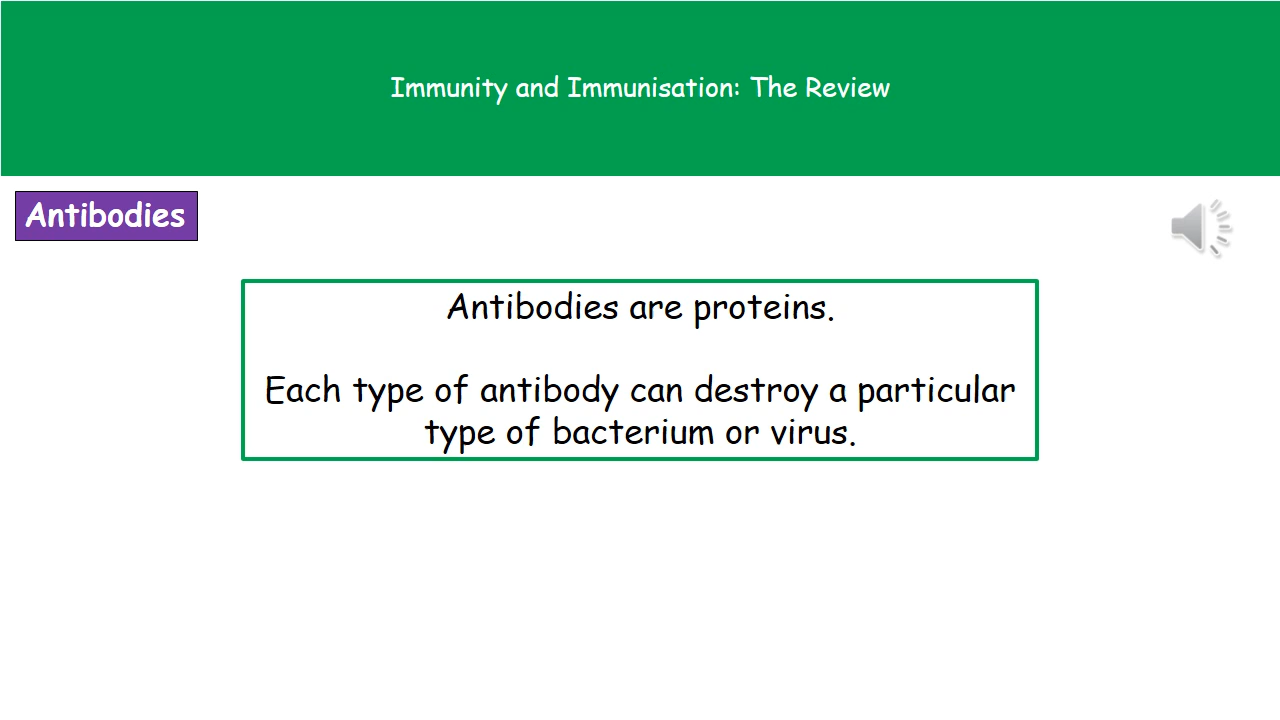 Immunity and Immunisation: The Review
Antibodies
Antibodies are proteins.
Each type of antibody can destroy a particular
type of bacterium or virus.